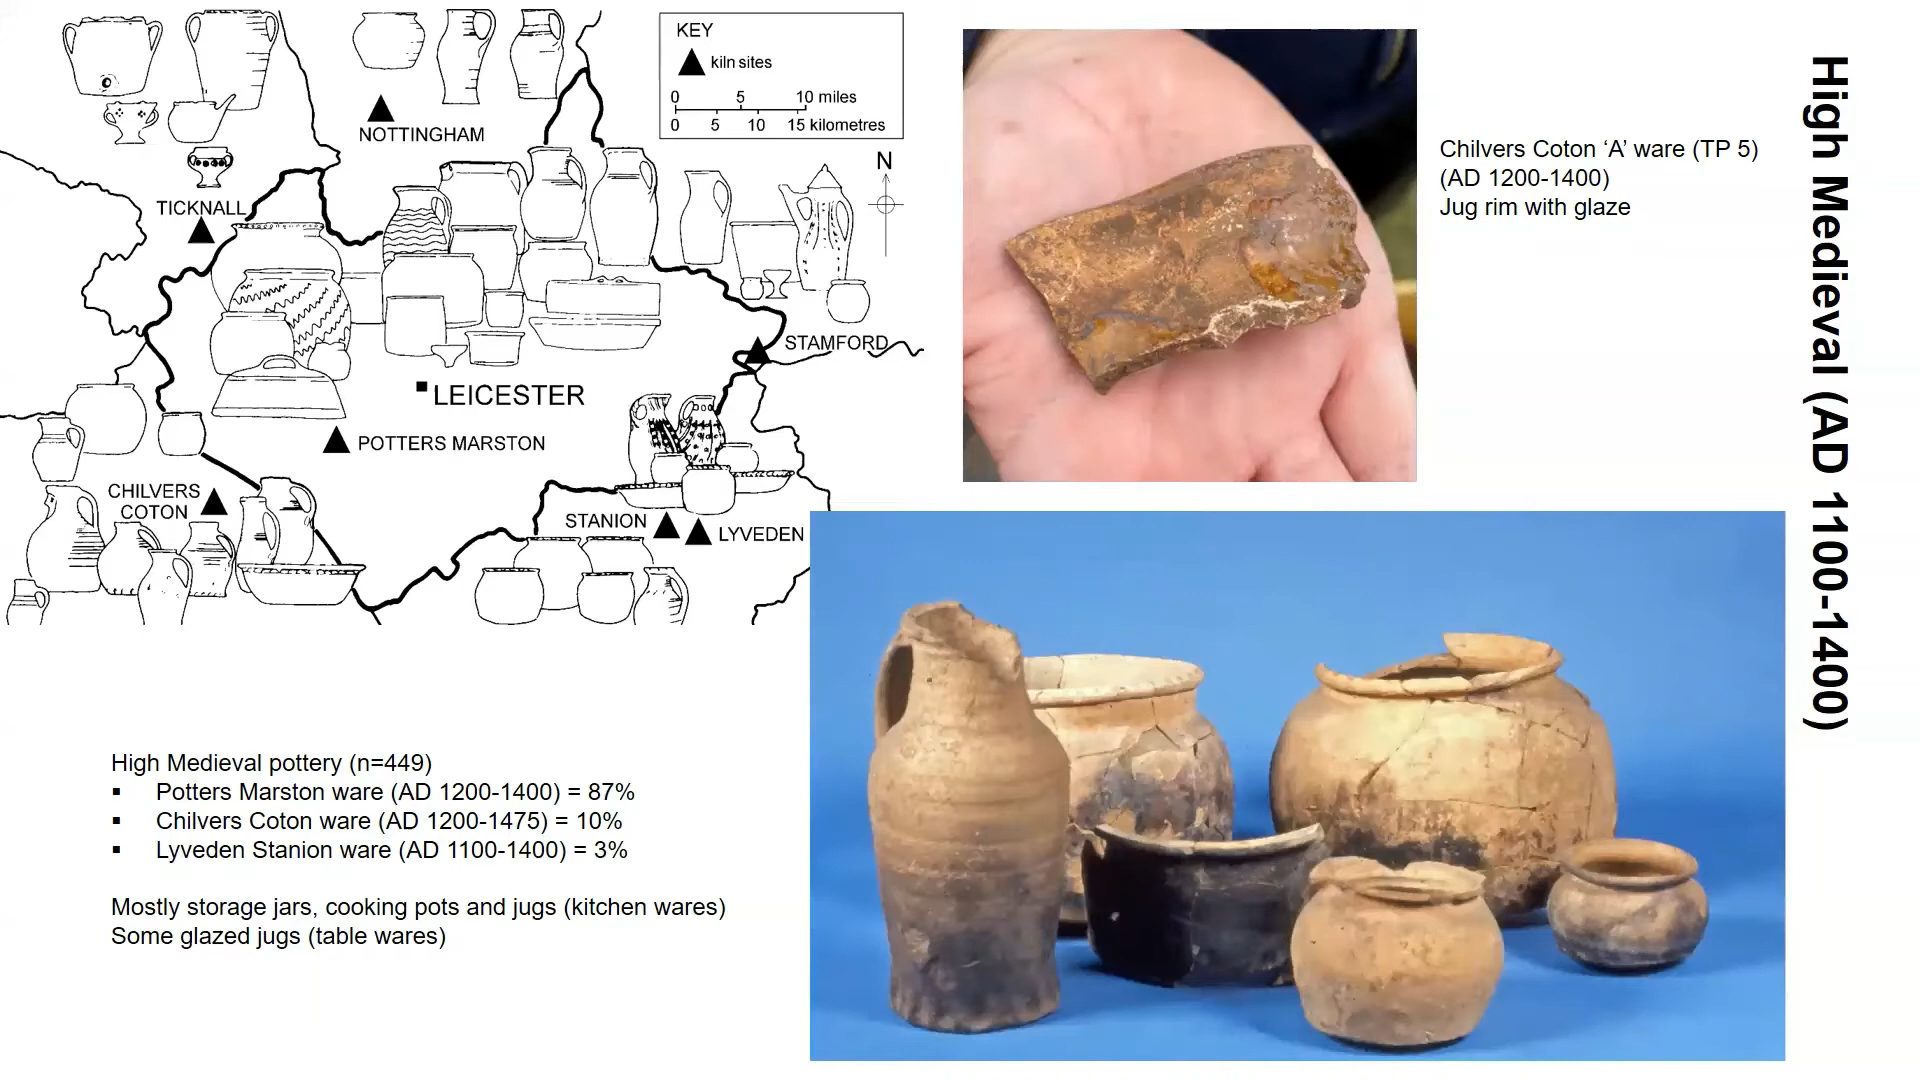 KEY
kiln sites
0 5 10 miles
0 5 10 15 kilometres
N
NOTTINGHAM
TICKNALL
STAMFORD
LEICESTER
POTTERS MARSTON
CHILVERS
COTON
STANION
LYVEDEN
Chilvers Coton ‘A’ ware (TP 5)
(AD 1200-1400)
Jug rim with glaze
High Medieval (AD 1100-1400)
High Medieval pottery (n=449)
▪ Potters Marston ware (AD 1200-1400) = 87%
▪ Chilvers Coton ware (AD 1200-1475) = 10%
▪ Lyveden Stanion ware (AD 1100-1400) = 3%
Mostly storage jars, cooking pots and jugs (kitchen wares)
Some glazed jugs (table wares)